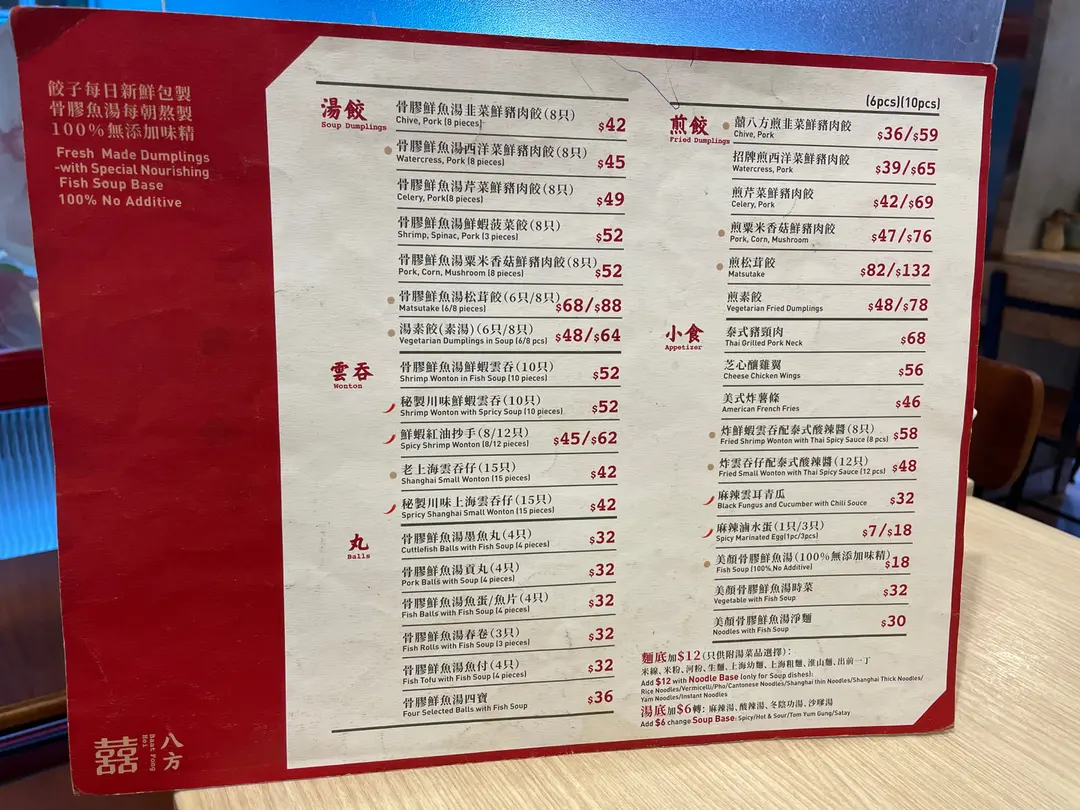 餃子每日新鮮包製
骨膠魚湯每朝熬製
100%無添加味精
Fresh Made Dumplings
-with Special Nourishing
Fish Soup Base
100% No Additive
囍
八方
Baat Fong
Hei
湯餃
Soup Dumplings
骨膠鮮魚湯韭菜鮮豬肉餃(8只)
Chive, Pork (8 pieces)
$42
骨膠鮮魚湯西洋菜鮮豬肉餃(8只)
Watercress, Pork (8 pieces)
$45
骨膠鮮魚湯芹菜鮮豬肉餃(8只)
Celery, Pork(8 pieces)
$49
骨膠鮮魚湯鮮蝦菠菜餃(8只)
Shrimp, Spinac, Pork (3 pieces)
$52
骨膠鮮魚湯粟米香菇鮮豬肉餃(8只)
Pork, Corn, Mushroom (8 pieces)
$52
骨膠鮮魚湯松茸餃(6只/8只)
Matsutake (6/8 pieces)
$68/$88
湯素餃(素湯)(6只/8只)
Vegetarian Dumplings in Soup (6/8 pcs)
$48/$64
雲吞
Wonton
骨膠鮮魚湯鮮蝦雲吞(10只)
Shrimp Wonton in Fish Soup (10 pieces)
$52
秘製川味鮮蝦雲吞(10只)
Shrimp Wonton with Spricy Soup (10 pieces)
$52
鮮蝦紅油抄手(8/12只)
Spicy Shrimp Wonton (8/12 pieces)
$45/$62
老上海雲吞仔(15只)
Shanghai Small Wonton (15 pieces)
$42
秘製川味上海雲吞仔(15只)
Spricy Shanghai Small Wonton (15 pieces)
$42
丸
Balls
骨膠鮮魚湯墨魚丸(4只)
Cuttlefish Balls with Fish Soup (4 pieces)
$32
骨膠鮮魚湯貢丸(4只)
Pork Balls with Soup (4 pieces)
$32
骨膠鮮魚湯魚蛋/魚片(4只)
Fish Balls with Fish Soup (4 pieces)
$32
骨膠鮮魚湯春卷(3只)
Fish Rolls with Fish Soup (3 pieces)
$32
骨膠鮮魚湯魚付(4只)
Fish Tofu with Fish Soup (4 pieces)
$32
骨膠鮮魚湯四寶
Four Selected Balls with Fish Soup
$36
(6pcs)(10pcs)
煎餃
Fried Dumplings
囍八方煎韭菜鮮豬肉餃
Chive, Pork
$36/$59
招牌煎西洋菜鮮豬肉餃
Watercress, Pork
$39/$65
煎芹菜鮮豬肉餃
Celery, Pork
$42/$69
煎粟米香菇鮮豬肉餃
Pork, Corn, Mushroom
$47/$76
煎松茸餃
Matsutake
$82/$132
煎素餃
Vegetarian Fried Dumplings
$48/$78
小食
Appetizer
泰式豬頸肉
Thai Grilled Pork Neck
$68
芝心釀雞翼
Cheese Chicken Wings
$56
美式炸薯條
American French Fries
$46
炸鮮蝦雲吞配泰式酸辣醬(8只)
Fried Shrimp Wonton with Thai Spicy Sauce (8 pcs)
$58
炸雲吞仔配泰式酸辣醬(12只)
Fried Small Wonton with Thai Spicy Sauce (12 pcs)
$48
麻辣雲耳青瓜
Black Fungus and Cucumber with Chili Souce
$32
麻辣滷水蛋(1只/3只)
Spicy Marinated Egg(1pc/3pcs)
$7/$18
美顏骨膠鮮魚湯(100%無添加味精)
Fish Soup (100% No Additive)
$18
美顏骨膠鮮魚湯時菜
Vegetable with Fish Soup
$32
美顏骨膠鮮魚湯淨麵
Noodles with Fish Soup
$30
麵底加$12(只供附湯菜品選擇):
米線、米粉、河粉、生麵、上海幼麵、上海粗麵、淮山麵、出前一丁
Add $12 with Noodle Base (only for Soup dishes):
Rice Noodles/Vermicelli/Pho/Cantonese Noodles/Shanghai thin Noodles/Shanghai Thick Noodles/
Yam Noodles/Instant Noodles
湯底加$6轉: 麻辣湯、酸辣湯、冬陰功湯、沙嗲湯
Add $6 change Soup Base: Spicy/Hot & Sour/Tom Yum Gung/Satay